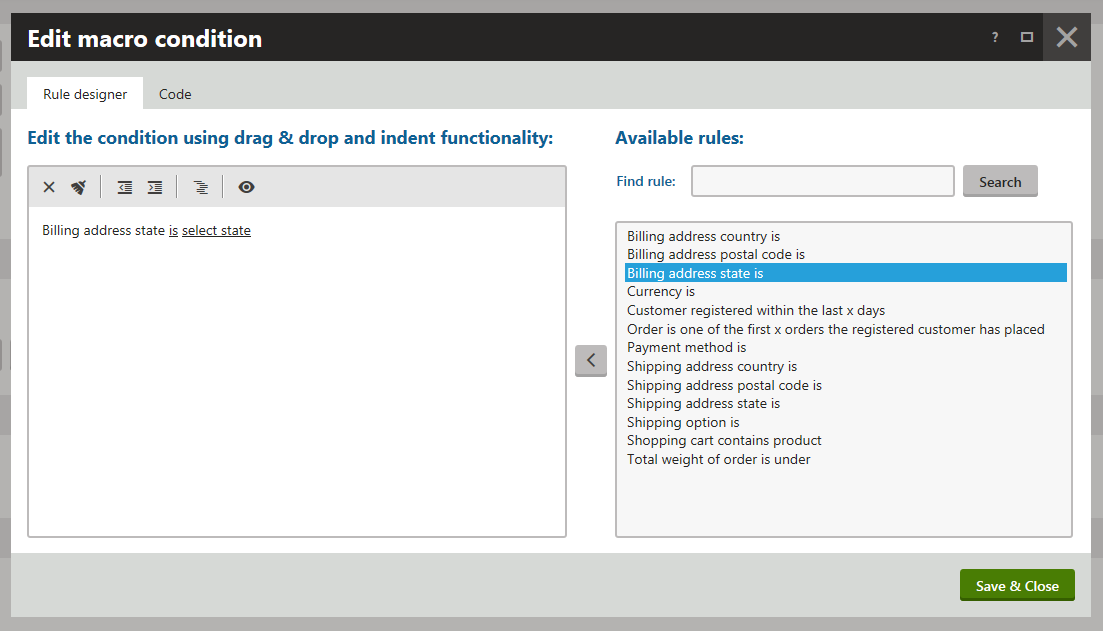 Edit macro condition
?
Rule designer
Code
Edit the condition using drag & drop and indent functionality:
Billing address state is select state
Available rules:
Find rule:
Search
Billing address country is
Billing address postal code is
Billing address state is
Currency is
Customer registered within the last x days
Order is one of the first x orders the registered customer has placed
Payment method is
Shipping address country is
Shipping address postal code is
Shipping address state is
Shipping option is
Shopping cart contains product
Total weight of order is under
Save & Close